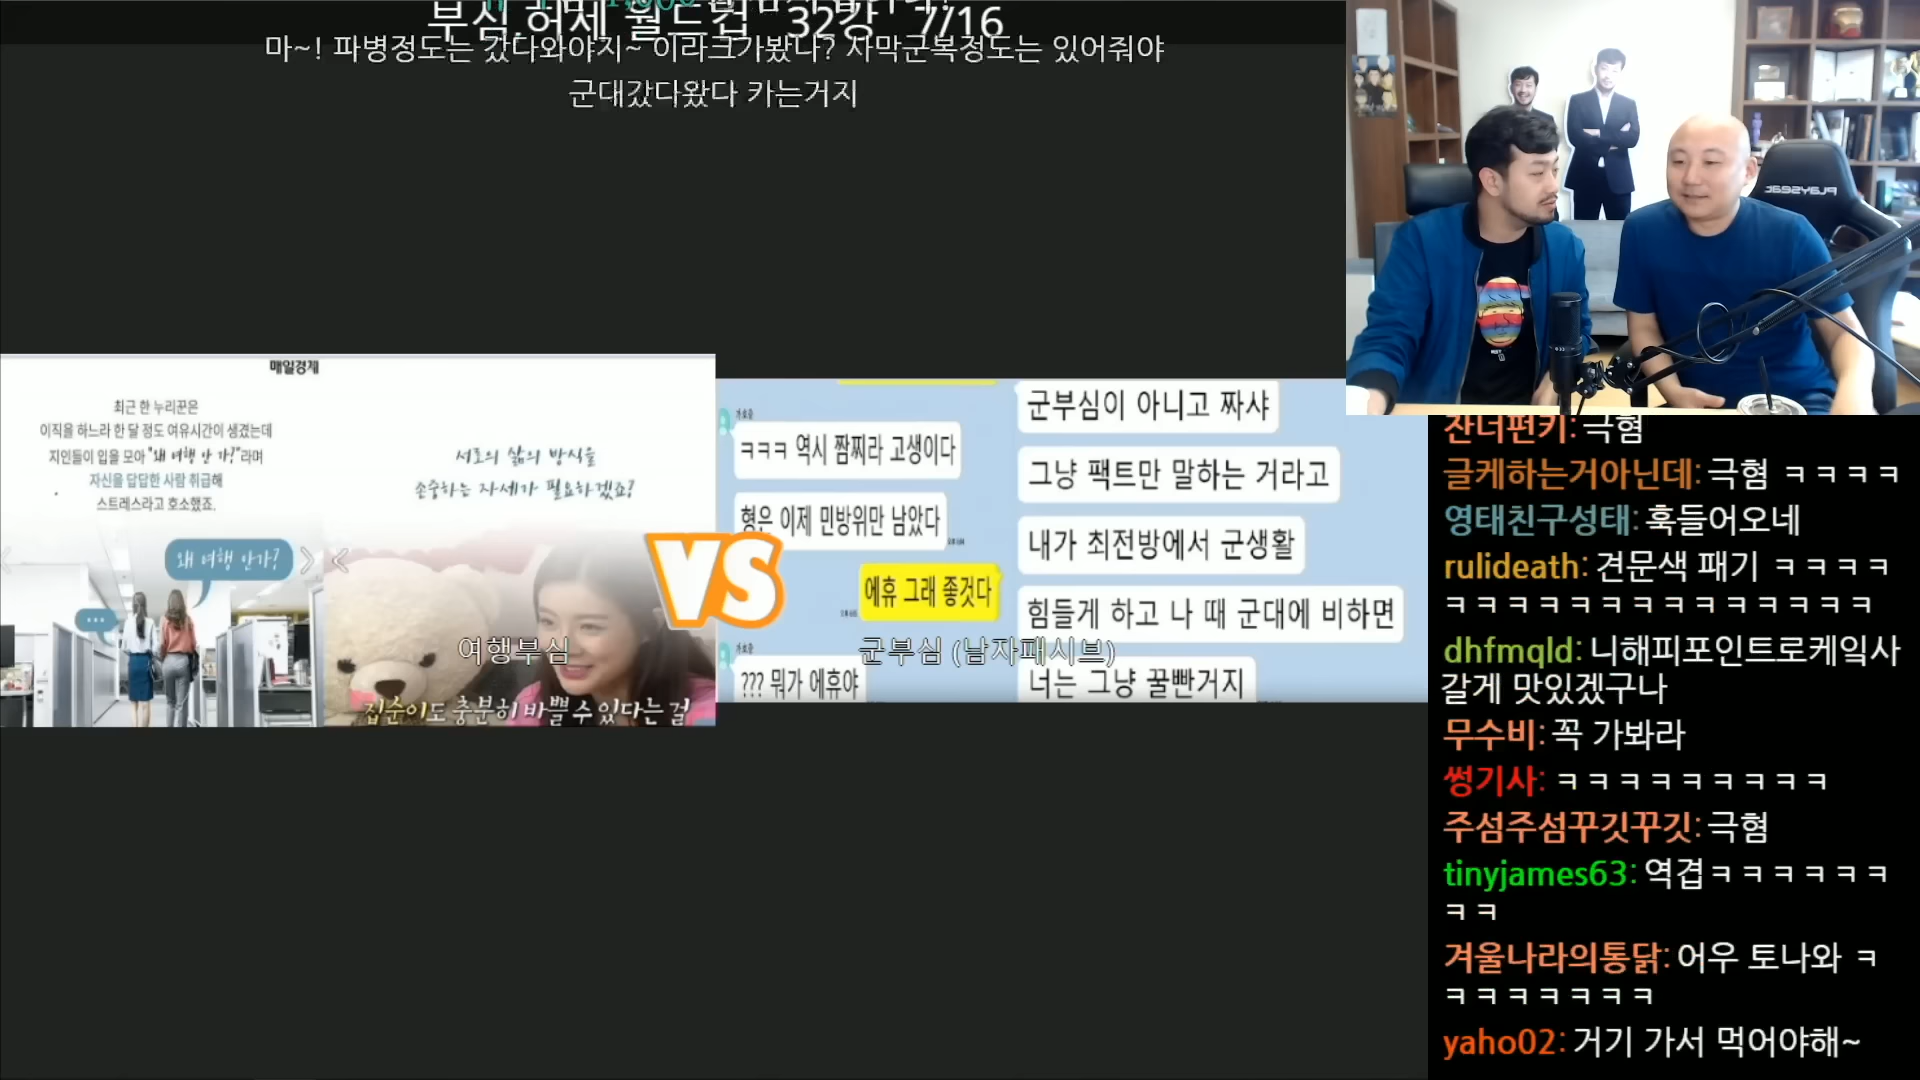 부심,허세 월드컵 32강 7/16
마~! 파병정도는 갔다와야지~ 이라크가봤나? 사막군복정도는 있어줘야
군대갔다왔다 카는거지
매일경제
최근 한 누리꾼은
이직을 하느라 한 달 정도 여유시간이 생겼는데
지인들이 입을 모아 "왜 여행 안 가?"라며
자신을 답답한 사람 취급해
스트레스라고 호소했죠.
왜 여행 안가?
...
서로의 삶의 방식을
존중하는 자세가 필요하겠죠?
여행부심
집순이도 충분히 바쁠 수 있다는 걸
VS
ㅋㅋㅋ 역시 짬찌라 고생이다
형은 이제 민방위만 남았다
에휴 그래 좋것다
??? 뭐가 에휴야
군부심이 아니고 짜샤
그냥 팩트만 말하는 거라고
내가 최전방에서 군생활
힘들게 하고 나 때 군대에 비하면
너는 그냥 꿀빤거지
군부심 (남자패시브)
PLAYSEAT
잔너펀키: 극혐
글케하는거아닌데: 극혐 ㅋㅋㅋㅋ
영태친구성태: 훅들어오네
rulideath: 견문색 패기 ㅋㅋㅋㅋ
ㅋㅋㅋㅋㅋㅋㅋㅋㅋㅋㅋㅋㅋㅋ
dhfmqld: 니해피포인트로케잌사
갈게 맛있겠구나
무수비: 꼭 가봐라
썽기사: ㅋㅋㅋㅋㅋㅋㅋㅋㅋ
주섬주섬꾸깃꾸깃: 극혐
tinyjames63: 역겹ㅋㅋㅋㅋㅋㅋ
ㅋㅋ
겨울나라의통닭: 어우 토나와 ㅋ
ㅋㅋㅋㅋㅋㅋㅋ
yaho02: 거기 가서 먹어야해~